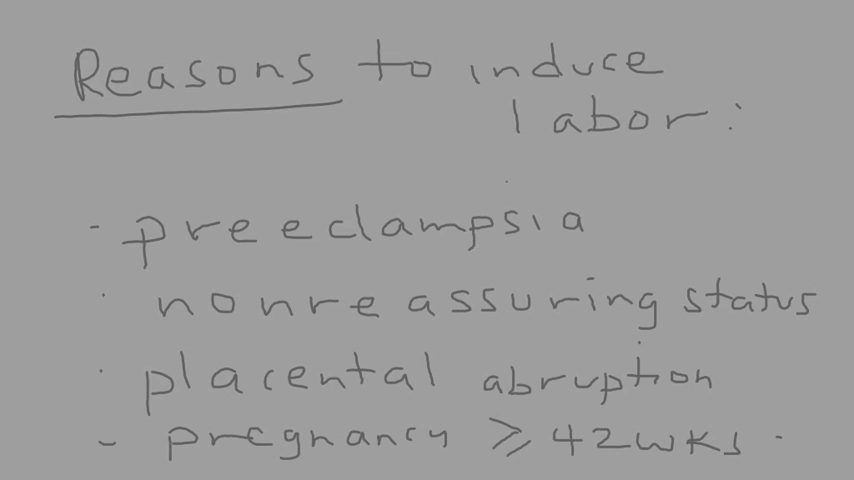 Reasons to induce
labor:
- preeclampsia
· nonreassuring status
· placental abruption
- pregnancy ≥ 42wks.